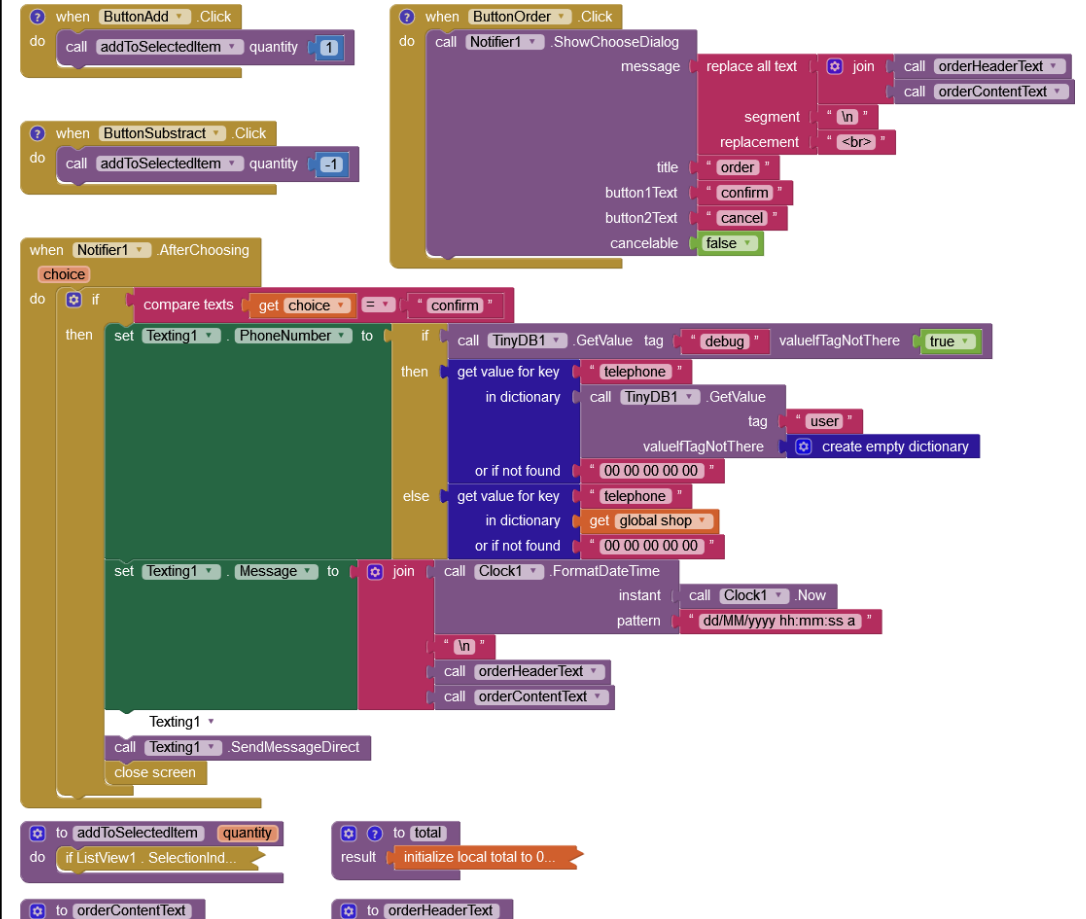 when ButtonAdd .Click
do call addToSelectedItem quantity 1
when ButtonSubstract .Click
do call addToSelectedItem quantity -1
when ButtonOrder .Click
do call Notifier1 .ShowChooseDialog
message replace all text join call orderHeaderText
call orderContentText
segment “ \n ”
replacement “ <br> ”
title “ order ”
button1Text “ confirm ”
button2Text “ cancel ”
cancelable false
when Notifier1 .AfterChoosing
choice
do if compare texts get choice = “ confirm ”
then set Texting1 . PhoneNumber to if call TinyDB1 .GetValue tag “ debug ” valueIfTagNotThere true
then get value for key “ telephone ”
in dictionary call TinyDB1 .GetValue
tag “ user ”
valueIfTagNotThere create empty dictionary
or if not found “ 00 00 00 00 00 ”
else get value for key “ telephone ”
in dictionary get global shop
or if not found “ 00 00 00 00 00 ”
set Texting1 . Message to join call Clock1 .FormatDateTime
instant call Clock1 .Now
pattern “ dd/MM/yyyy hh:mm:ss a ”
“ \n ”
call orderHeaderText
call orderContentText
Texting1
call Texting1 .SendMessageDirect
close screen
to addToSelectedItem quantity
do if ListView1 . SelectionInd...
to total
result initialize local total to 0...
to orderContentText
to orderHeaderText